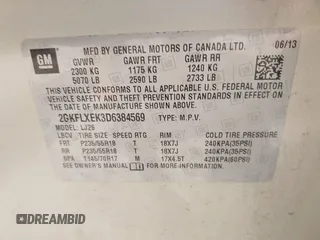 GM
MFD BY GENERAL MOTORS OF CANADA LTD. 06/13
GVWR GAWR FRT GAWR RR
2300 KG 1175 KG 1240 KG
5070 LB 2590 LB 2733 LB
THIS VEHICLE CONFORMS TO ALL APPLICABLE
U.S. FEDERAL MOTOR VEHICLE SAFETY, BUMPER,
AND THEFT PREVENTION STANDARDS IN EFFECT
ON THE DATE OF MANUFACTURE SHOWN ABOVE.
2GKFLXEK3D6384569 TYPE: M.P.V.
MODEL: LJ26
LBCV TIRE SIZE SPEED RTG RIM COLD TIRE PRESSURE
FRT P235/55R18 T 18X7J 240KPA(35PSI)
RR P235/55R18 T 18X7J 240KPA(35PSI)
SPA T145/70R17 M 17X4.5T 420KPA(60PSI)
SEE OWNER'S MANUAL FOR ADDITIONAL INFORMATION
DREAMBID